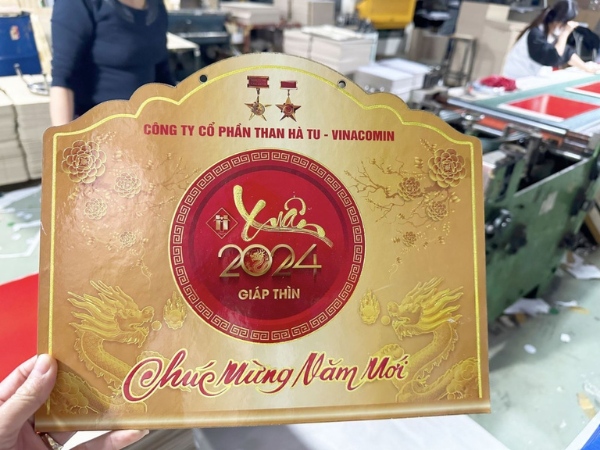 CÔNG TY CỔ PHẦN THAN HÀ TU - VINACOMIN
Xuân
2024
GIÁP THÌN
Chúc Mừng Năm Mới